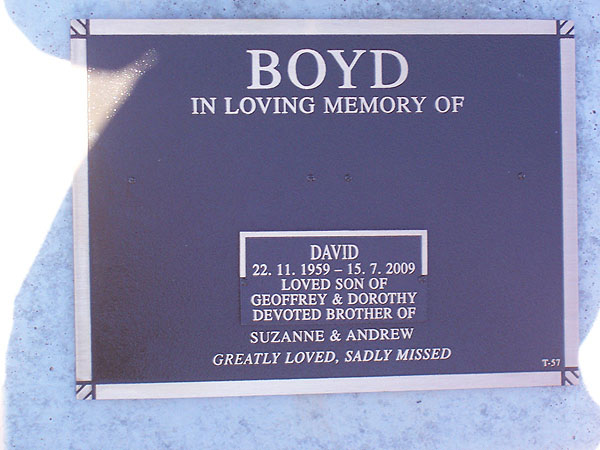 BOYD
IN LOVING MEMORY OF
DAVID
22. 11. 1959 – 15. 7. 2009
LOVED SON OF
GEOFFREY & DOROTHY
DEVOTED BROTHER OF
SUZANNE & ANDREW
GREATLY LOVED, SADLY MISSED
T-57